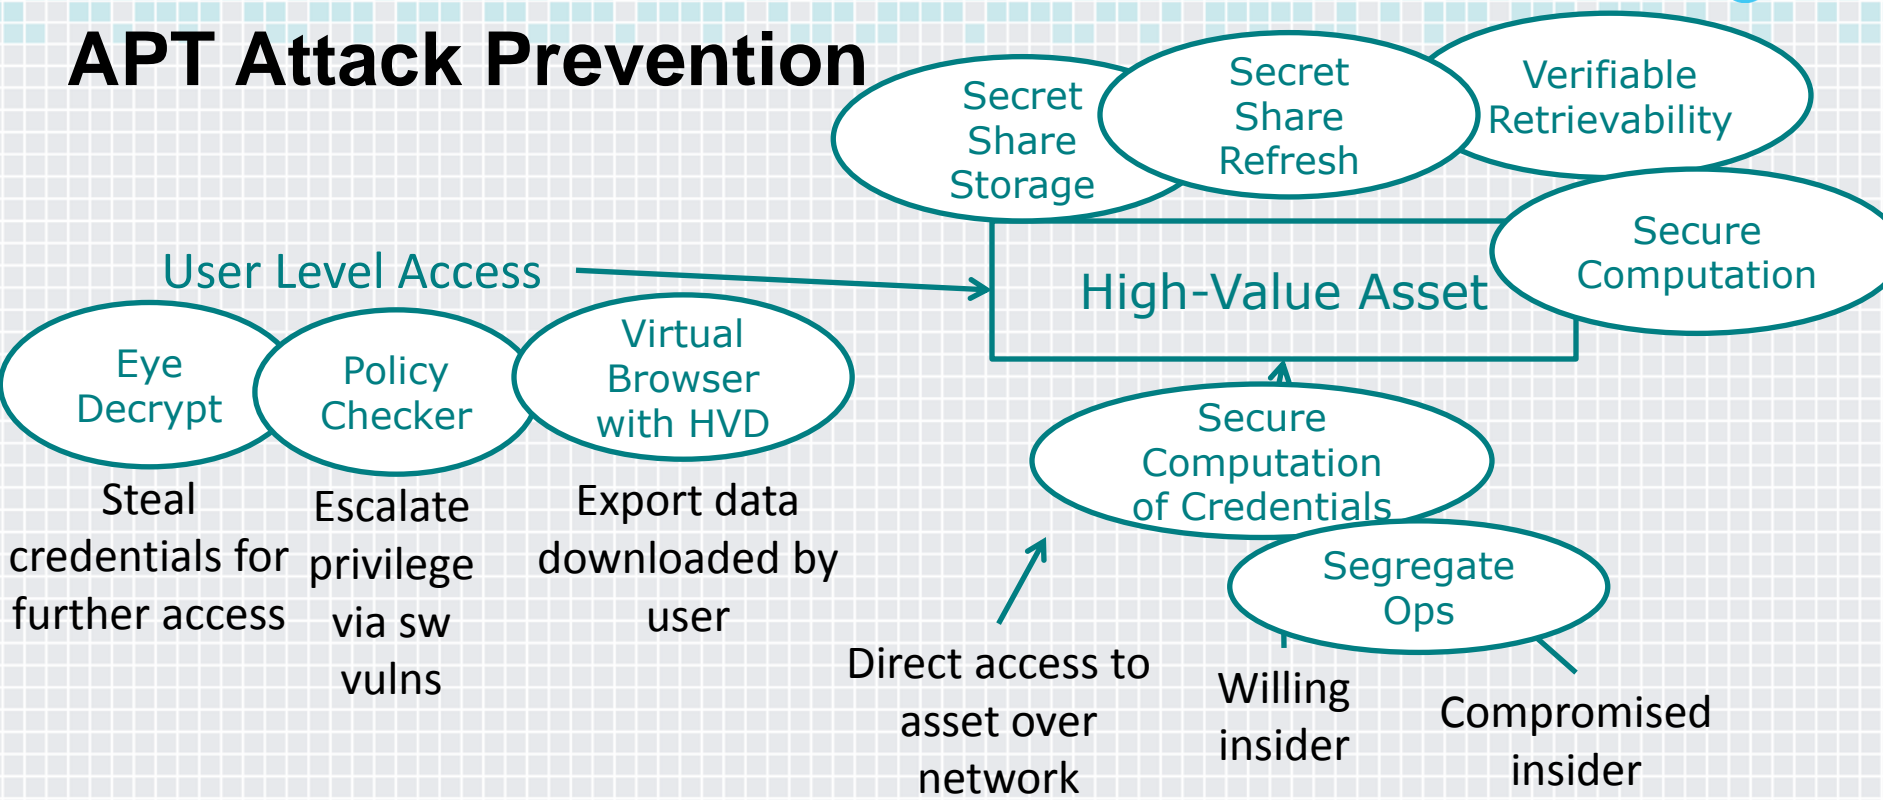 APT Attack Prevention
Secret
Share
Storage
Secret
Share
Refresh
Verifiable
Retrievability
Secure
Computation
User Level Access
High-Value Asset
Eye
Decrypt
Policy
Checker
Virtual
Browser
with HVD
Steal
credentials for
further access
Escalate
privilege
via sw
vulns
Export data
downloaded by
user
Secure
Computation
of Credentials
Segregate
Ops
Direct access to
asset over
network
Willing
insider
Compromised
insider